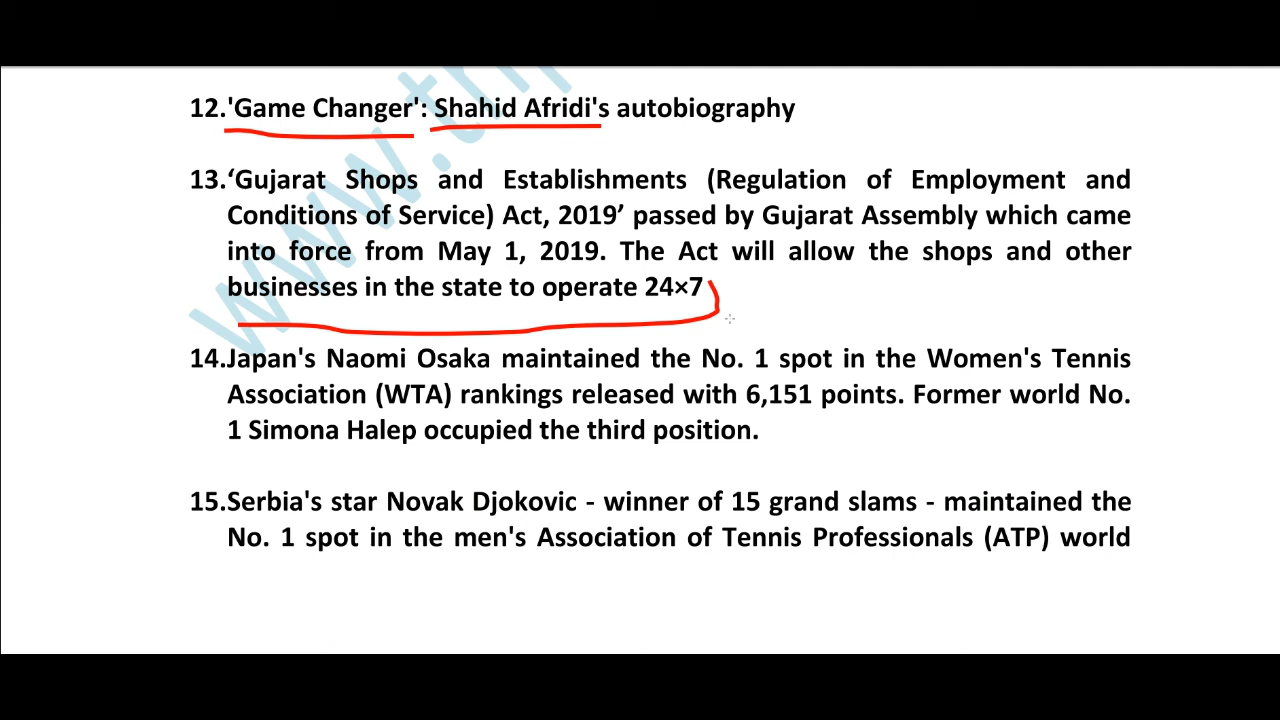 12.'Game Changer': Shahid Afridi's autobiography
13.‘Gujarat Shops and Establishments (Regulation of Employment and
Conditions of Service) Act, 2019’ passed by Gujarat Assembly which came
into force from May 1, 2019. The Act will allow the shops and other
businesses in the state to operate 24×7
14.Japan's Naomi Osaka maintained the No. 1 spot in the Women's Tennis
Association (WTA) rankings released with 6,151 points. Former world No.
1 Simona Halep occupied the third position.
15.Serbia's star Novak Djokovic - winner of 15 grand slams - maintained the
No. 1 spot in the men's Association of Tennis Professionals (ATP) world